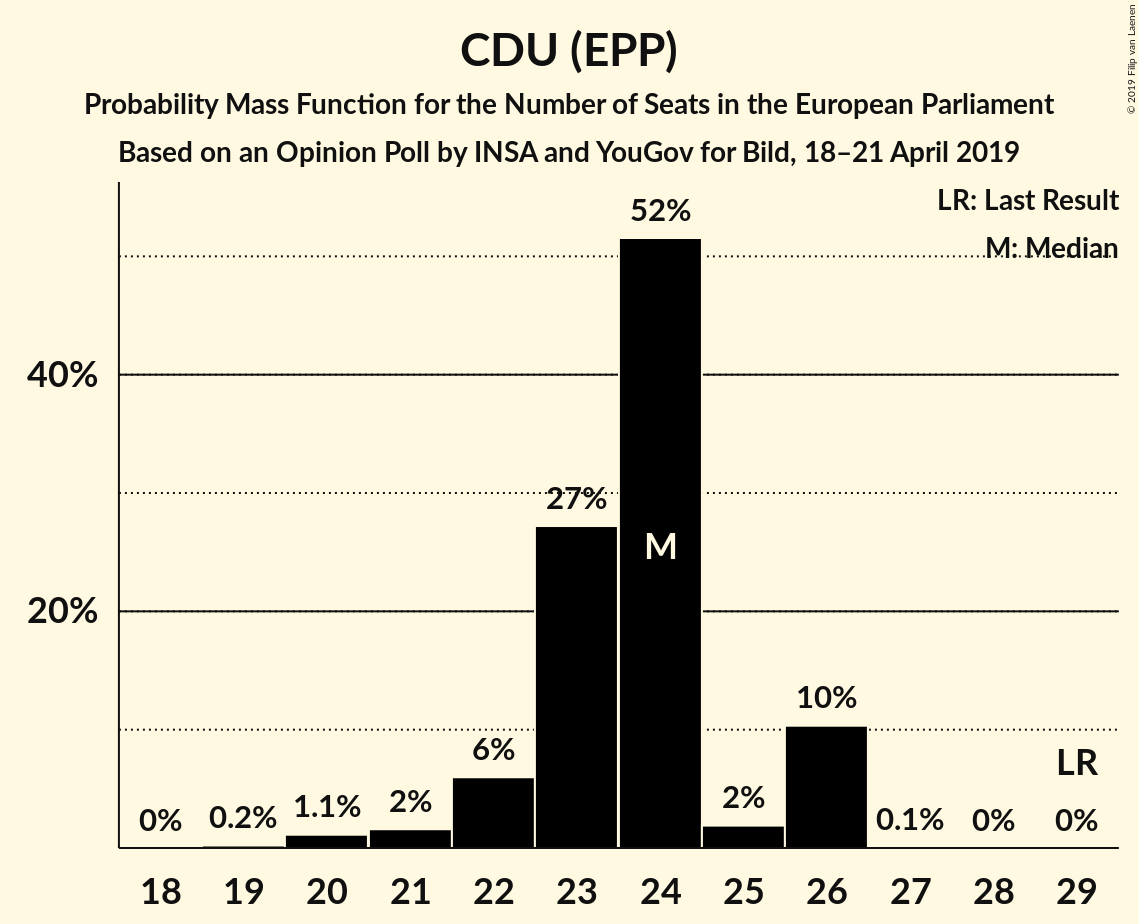 © 2019 Filip van Laenen
CDU (EPP)
Probability Mass Function for the Number of Seats in the European Parliament
Based on an Opinion Poll by INSA and YouGov for Bild, 18–21 April 2019
LR: Last Result
M: Median
52%
40%
27%
M
20%
10%
6%
LR
2%
2%
1.1%
0.2%
0%
0.1%
0%
0%
18 19 20 21 22 23 24 25 26 27 28 29